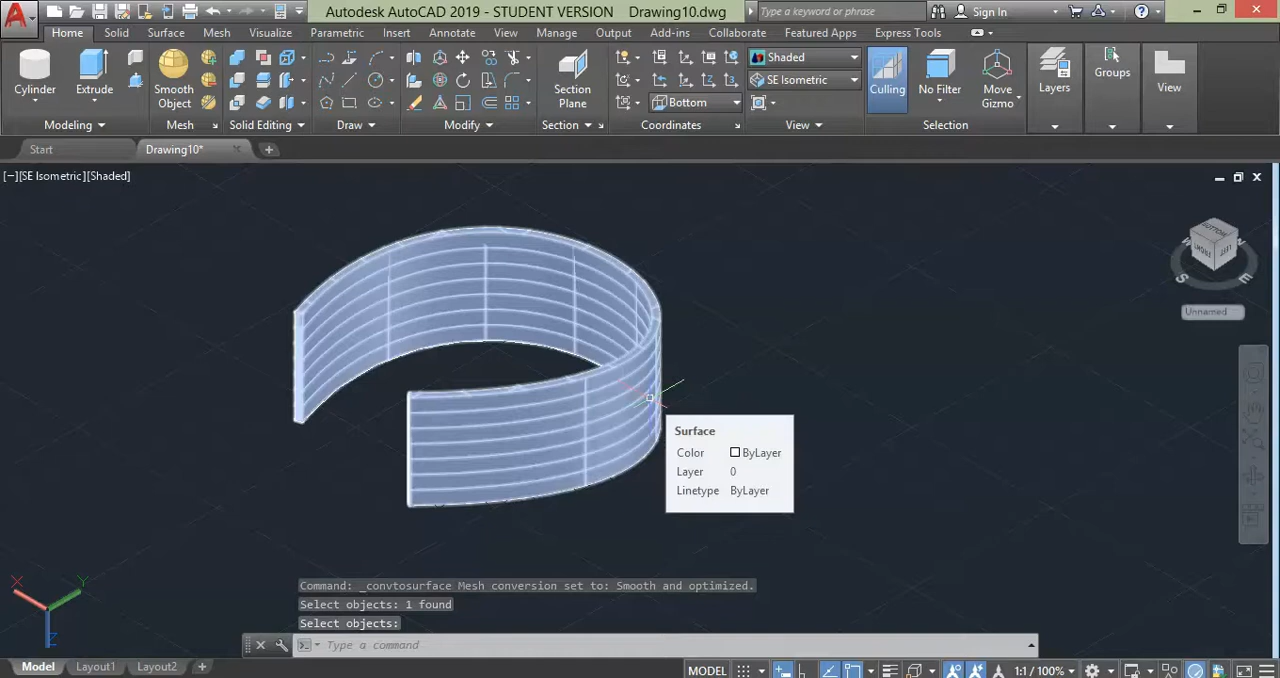 Autodesk AutoCAD 2019 - STUDENT VERSION Drawing10.dwg
Type a keyword or phrase
Sign In
Home Solid Surface Mesh Visualize Parametric Insert Annotate View Manage Output Add-ins Collaborate Featured Apps Express Tools
Cylinder
Extrude
Smooth
Object
Section
Plane
Shaded
SE Isometric
Bottom
Culling
No Filter
Move
Gizmo
Layers
Groups
View
Modeling
Mesh
Solid Editing
Draw
Modify
Section
Coordinates
View
Selection
Start
Drawing10*
[−][SE Isometric][Shaded]
BOTTOM
FRONT
LEFT
W
N
S
E
Unnamed
Surface
Color ByLayer
Layer 0
Linetype ByLayer
X
Y
Z
Command: _convtosurface Mesh conversion set to: Smooth and optimized.
Select objects: 1 found
Select objects:
Type a command
Model Layout1 Layout2
MODEL
1:1 / 100%